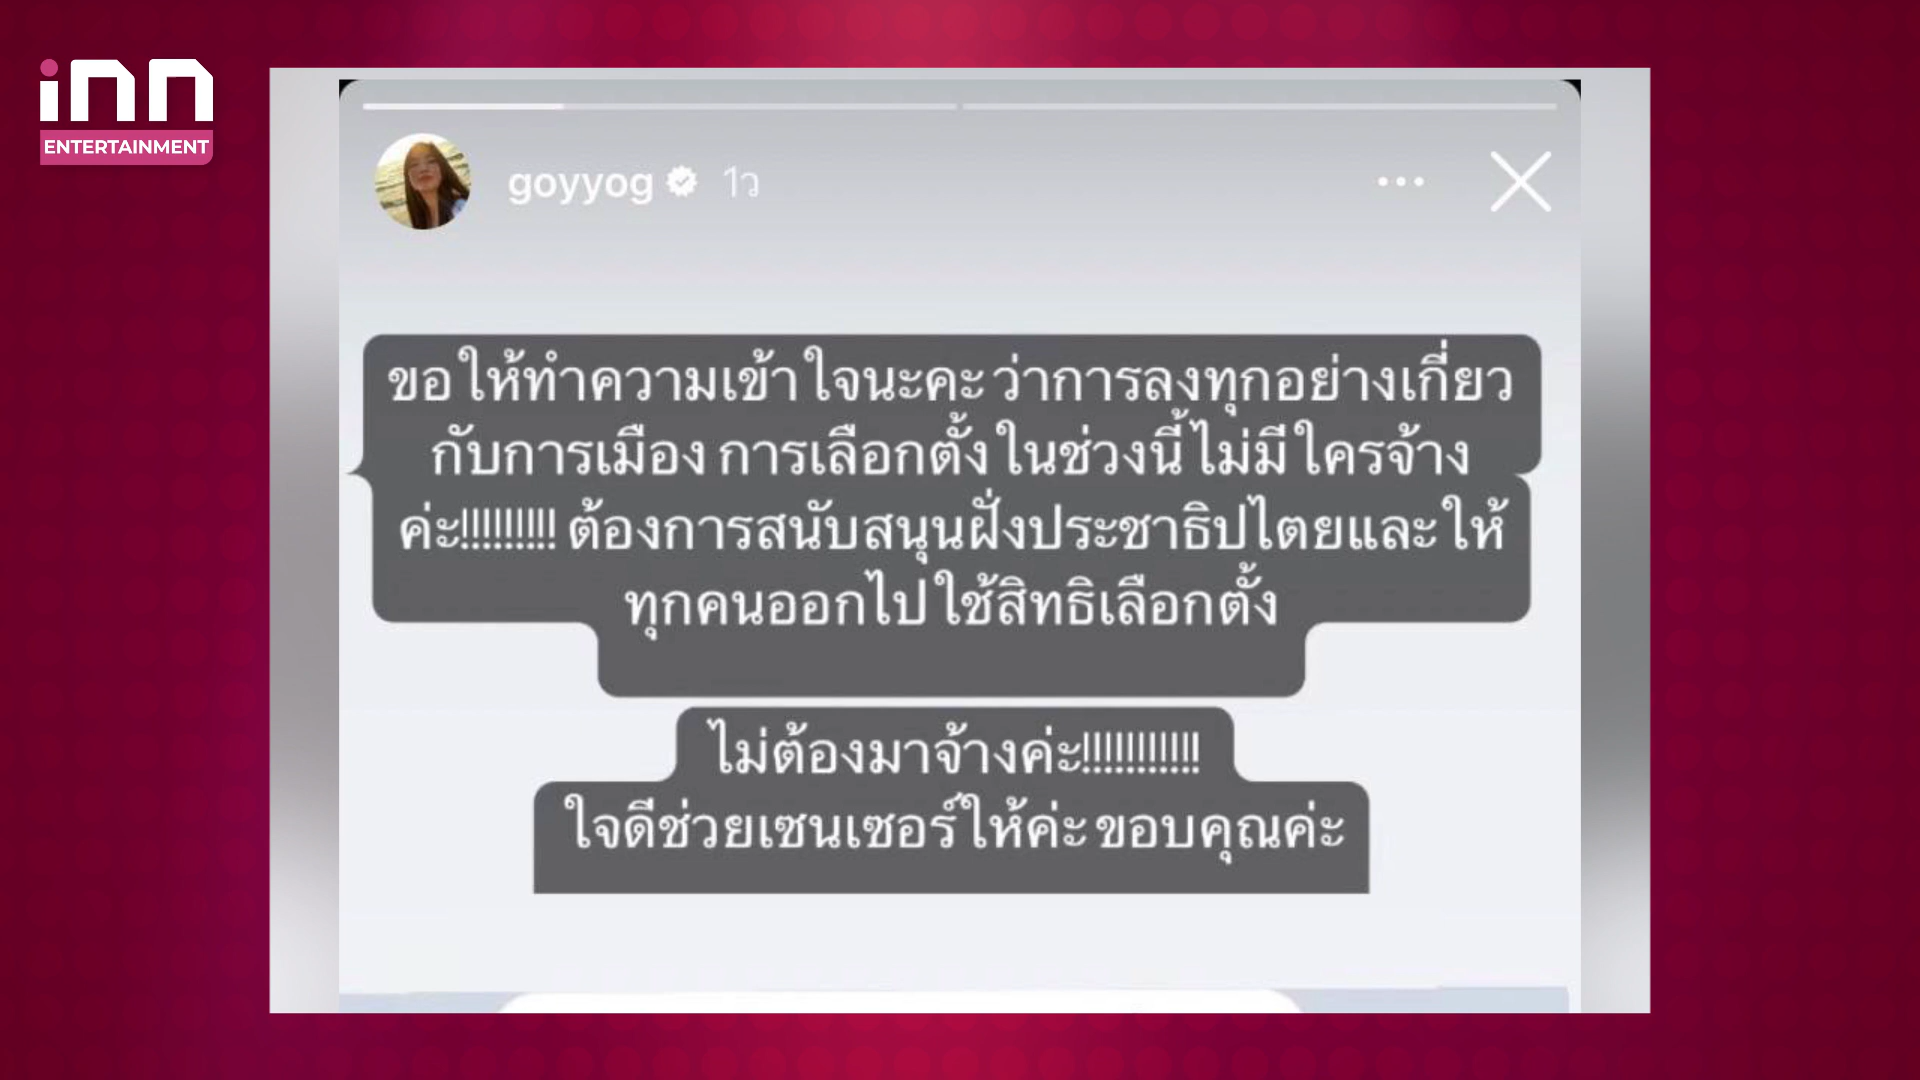 inn
ENTERTAINMENT
goyyog 1ว
ขอให้ทำความเข้าใจนะคะ ว่าการลงทุกอย่างเกี่ยว
กับการเมือง การเลือกตั้ง ในช่วงนี้ ไม่มีใครจ้าง
ค่ะ!!!!!!!!! ต้องการสนับสนุนฝั่งประชาธิปไตยและให้
ทุกคนออกไปใช้สิทธิเลือกตั้ง
ไม่ต้องมาจ้างค่ะ!!!!!!!!!!!
ใจดีช่วยเซนเซอร์ให้ค่ะ ขอบคุณค่ะ